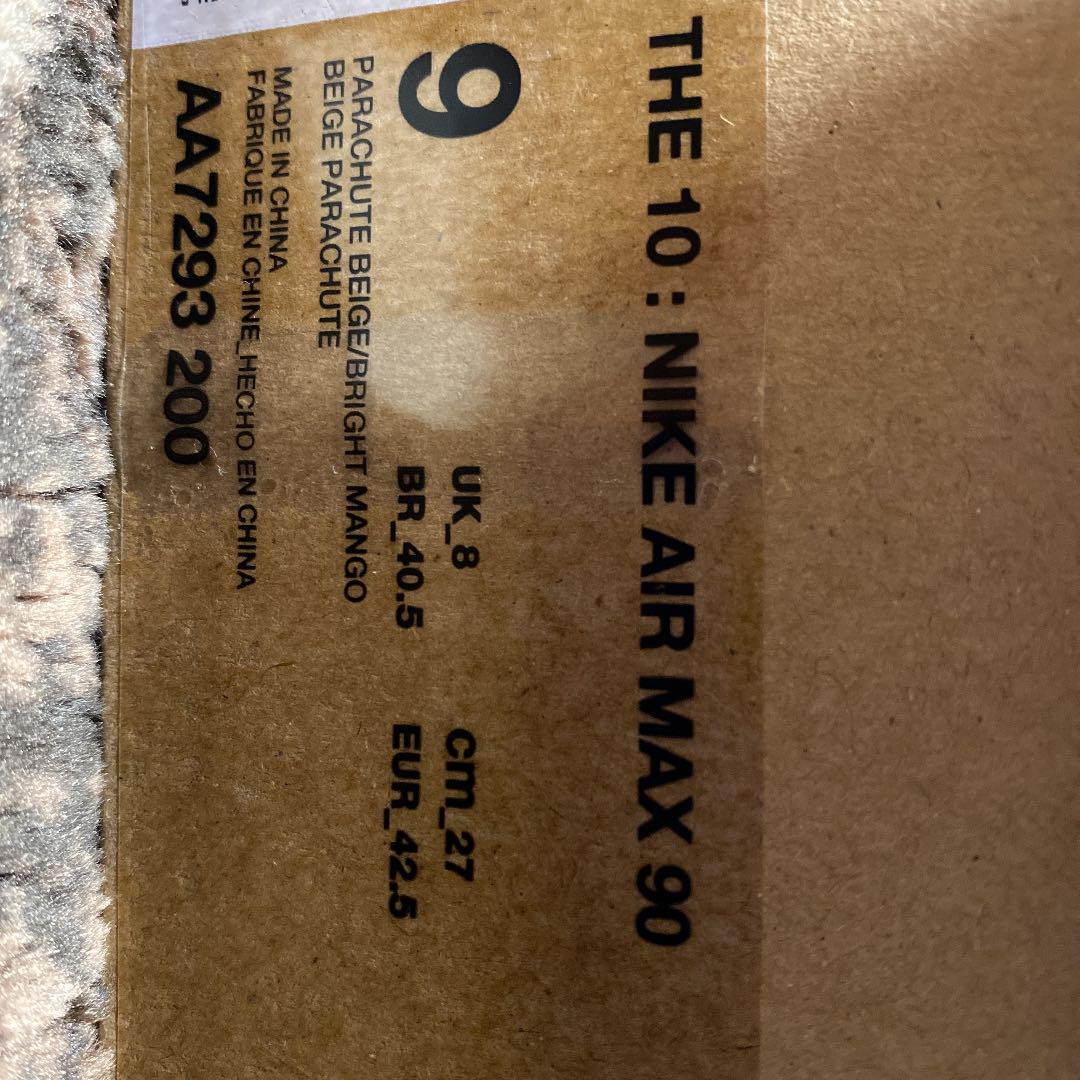 THE 10 : NIKE AIR MAX 90
9
UK_8
cm_27
BR_40.5
EUR_42.5
PARACHUTE BEIGE/BRIGHT MANGO
BEIGE PARACHUTE
MADE IN CHINA
FABRIQUE EN CHINE_HECHO EN CHINA
AA7293 200